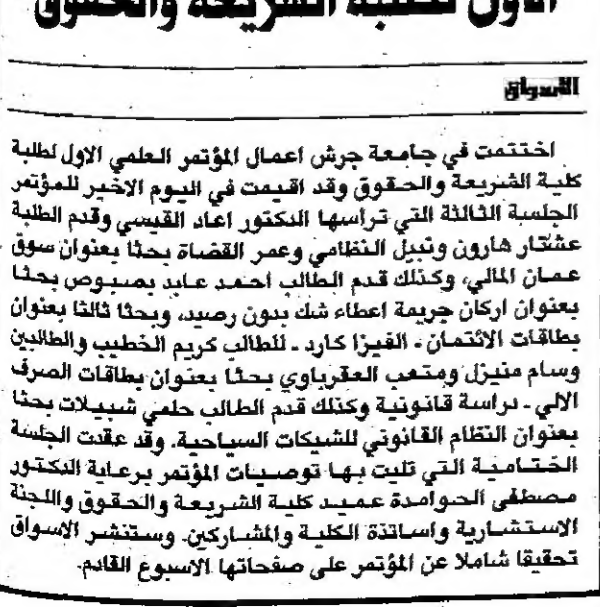 الاول لطلبة الشريعة والحقوق
الأسواق
اختتمت في جامعة جرش اعمال المؤتمر العلمي الاول لطلبة
كلية الشريعة والحقوق وقد اقيمت في اليوم الاخير للمؤتمر
الجلسة الثالثة التي تراسها الدكتور اعاد القيسي وقدم الطلبة
عشتار هارون ونبيل النظامي وعمر القضاة بحثا بعنوان سوق
عمان المالي، وكذلك قدم الطالب احمد عابد بصبوص بحثا
بعنوان اركان جريمة اعطاء شك بدون رصيد، وبحثا ثالثا بعنوان
بطاقات الائتمان - الفيزا كارد - للطالب كريم الخطيب والطالبين
وسام منيزل ومتعب العقرباوي بحثا بعنوان بطاقات الصرف
الالي - دراسة قانونية وكذلك قدم الطالب حلمي شبيلات بحثا
بعنوان النظام القانوني للشيكات السياحية. وقد عقدت الجلسة
الختامية التي تليت بها توصيات المؤتمر برعاية الدكتور
مصطفى الحوامدة عميد كلية الشريعة والحقوق واللجنة
الاستشارية واساتذة الكلية والمشاركين. وستنشر الاسواق
تحقيقا شاملا عن المؤتمر على صفحاتها الاسبوع القادم.